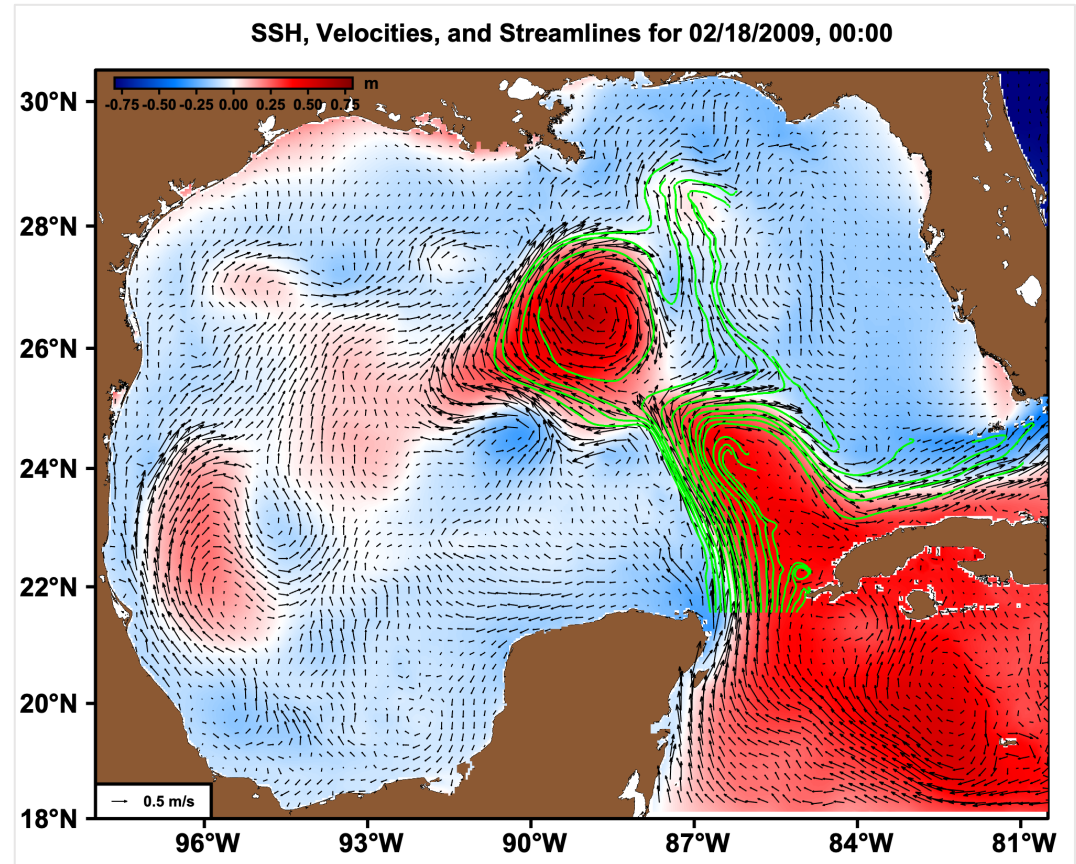 SSH, Velocities, and Streamlines for 02/18/2009, 00:00
m
-0.75 -0.50 -0.25 0.00 0.25 0.50 0.75
30°N
28°N
26°N
24°N
22°N
20°N
18°N
0.5 m/s
96°W 93°W 90°W 87°W 84°W 81°W